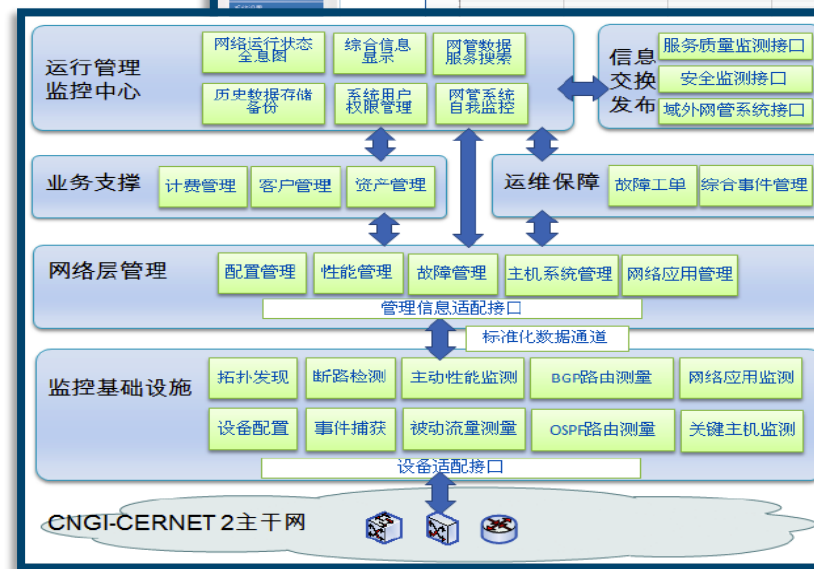 运行管理
监控中心
网络运行状态
全息图
综合信息
显示
网管数据
服务搜索
历史数据存储
备份
系统用户
权限管理
网管系统
自我监控
信息
交换
发布
服务质量监测接口
安全监测接口
域外网管系统接口
业务支撑
计费管理
客户管理
资产管理
运维保障
故障工单
综合事件管理
网络层管理
配置管理
性能管理
故障管理
主机系统管理
网络应用管理
管理信息适配接口
标准化数据通道
监控基础设施
拓扑发现
断路检测
主动性能监测
BGP路由测量
网络应用监测
设备配置
事件捕获
被动流量测量
OSPF路由测量
关键主机监测
设备适配接口
CNGI-CERNET 2主干网